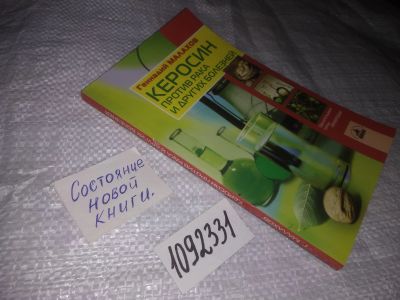 Геннадий МАЛАХОВ
КЕРОСИН
ПРОТИВ РАКА
И ДРУГИХ БОЛЕЗНЕЙ
Состояние
новой
книги.
1092331